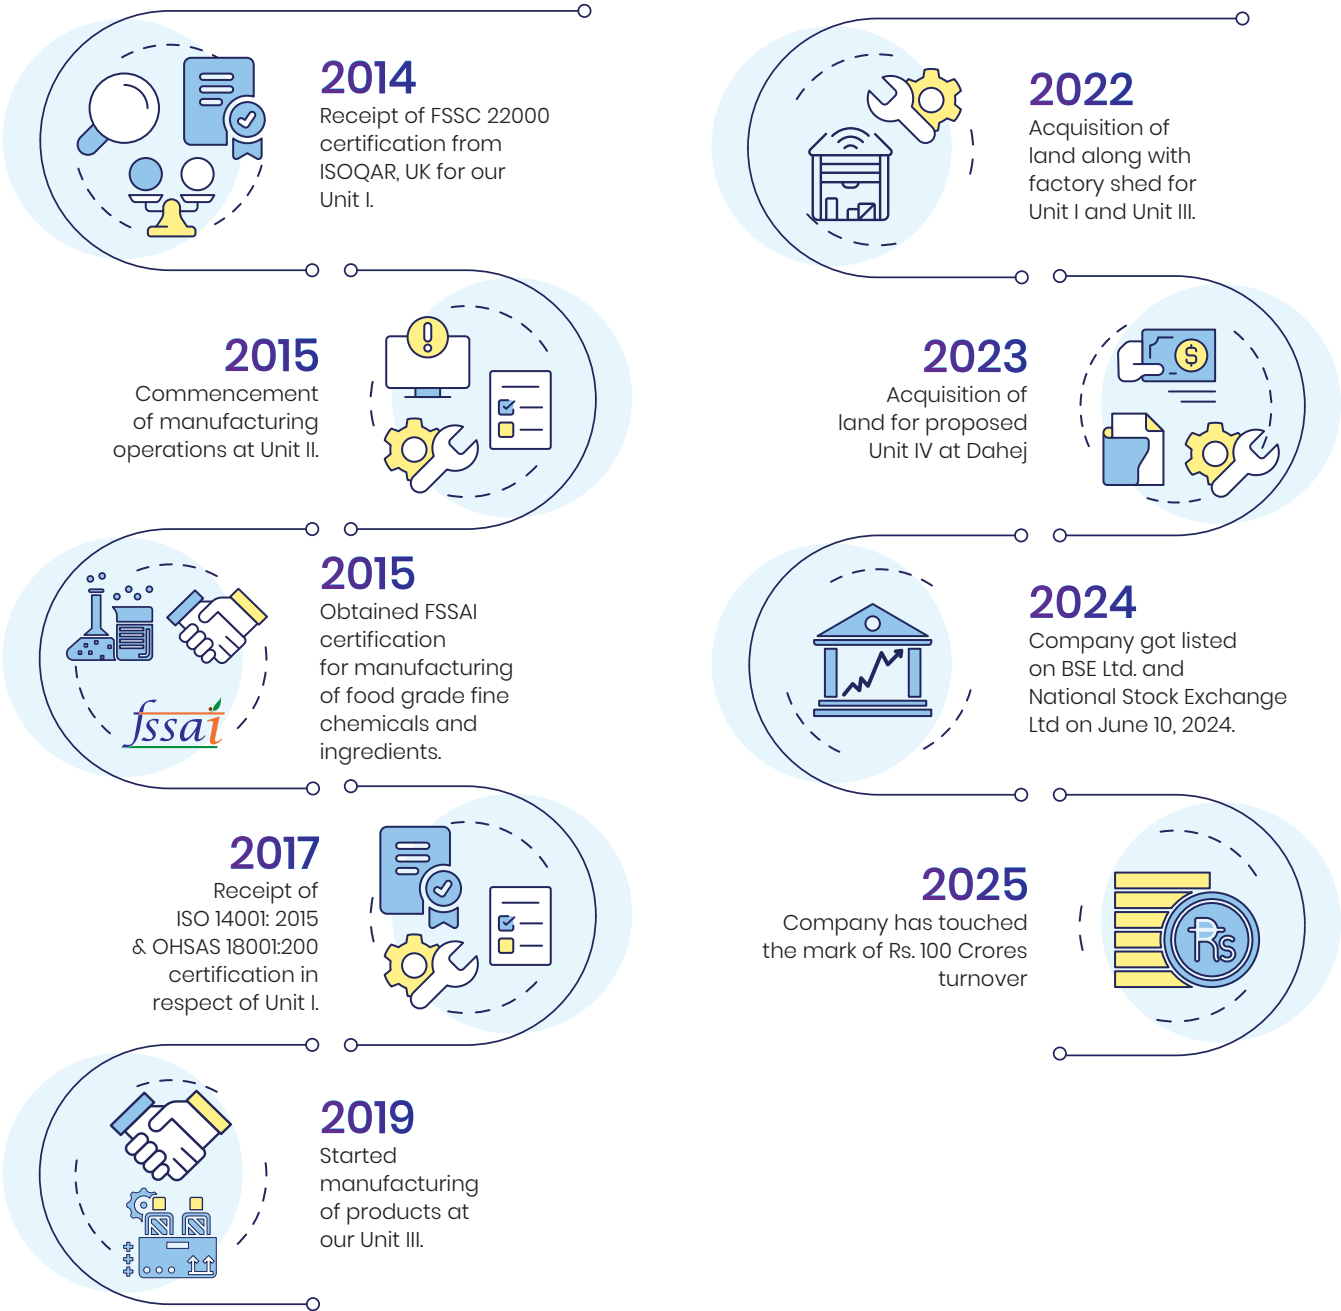 2014
Receipt of FSSC 22000
certification from
ISOQAR, UK for our
Unit I.
2015
Commencement
of manufacturing
operations at Unit II.
2015
Obtained FSSAI
certification
for manufacturing
of food grade fine
chemicals and
ingredients.
fssai
2017
Receipt of
ISO 14001: 2015
& OHSAS 18001:200
certification in
respect of Unit I.
2019
Started
manufacturing
of products at
our Unit III.
2022
Acquisition of
land along with
factory shed for
Unit I and Unit III.
2023
Acquisition of
land for proposed
Unit IV at Dahej
$
2024
Company got listed
on BSE Ltd. and
National Stock Exchange
Ltd on June 10, 2024.
2025
Company has touched
the mark of Rs. 100 Crores
turnover
Rs